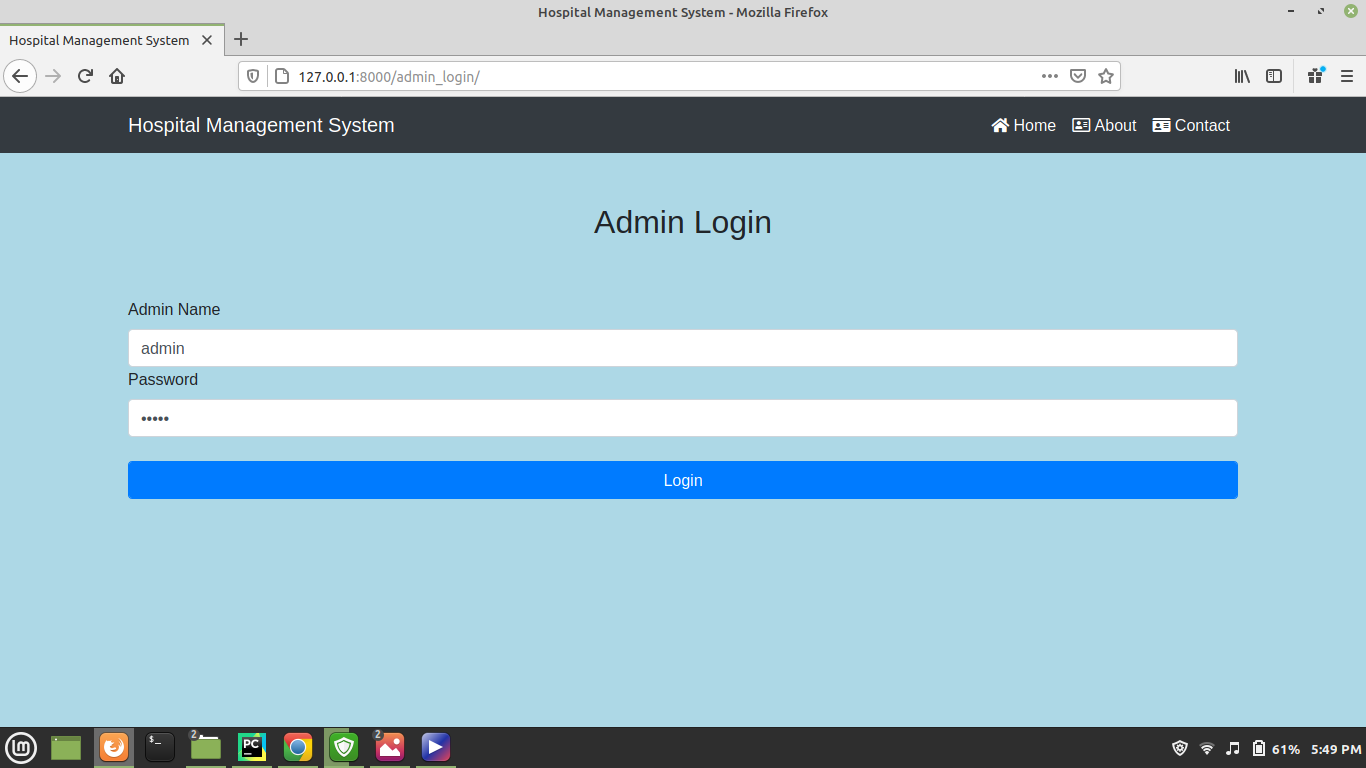 Hospital Management System - Mozilla Firefox
Hospital Management System
127.0.0.1:8000/admin_login/
Hospital Management System Home About Contact
Admin Login
Admin Name
admin
Password
•••••
Login
$_
2
PC
2
61% 5:49 PM